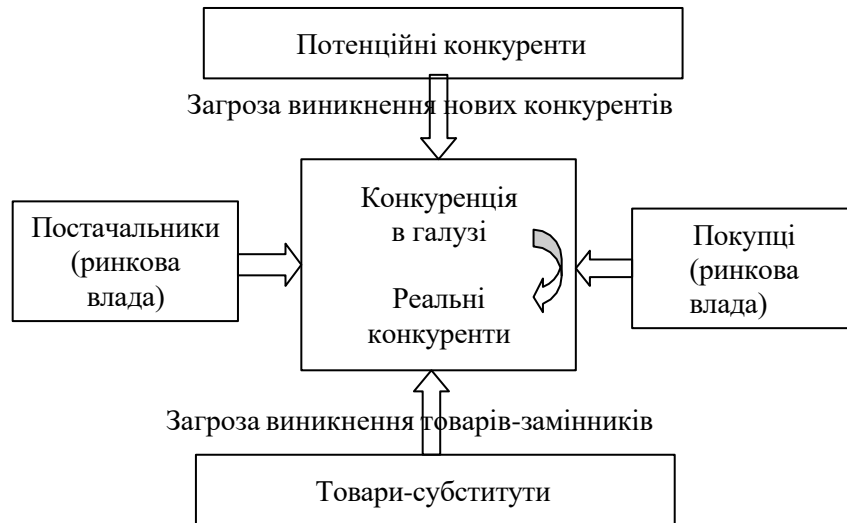 Потенційні конкуренти
Загроза виникнення нових конкурентів
Постачальники
(ринкова
влада)
Конкуренція
в галузі
Реальні
конкуренти
Покупці
(ринкова
влада)
Загроза виникнення товарів-замінників
Товари-субститути